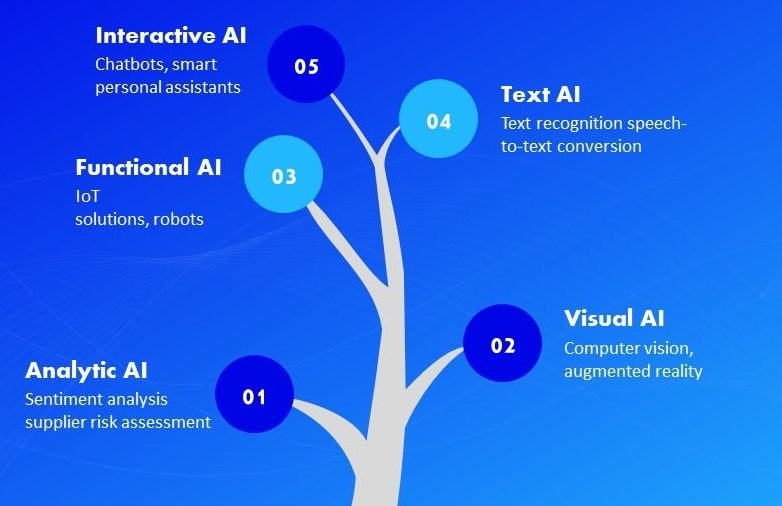 Interactive AI
Chatbots, smart
personal assistants
05
Text AI
Text recognition speech-
to-text conversion
04
Functional AI
IoT
solutions, robots
03
Visual AI
Computer vision,
augmented reality
02
Analytic AI
Sentiment analysis
supplier risk assessment
01